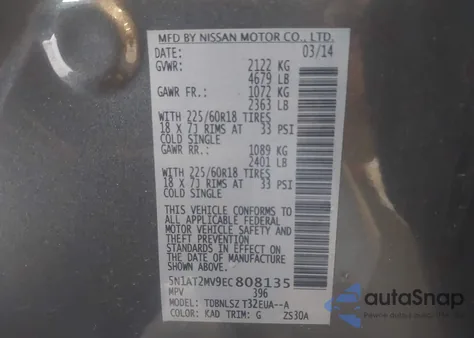 MFD BY NISSAN MOTOR CO., LTD.
DATE: 03/14
GVWR: 2122 KG
4679 LB
GAWR FR.: 1072 KG
2363 LB
WITH 225/60R18 TIRES
18 X 7J RIMS AT 33 PSI
COLD SINGLE
GAWR RR.: 1089 KG
2401 LB
WITH 225/60R18 TIRES
18 X 7J RIMS AT 33 PSI
COLD SINGLE
THIS VEHICLE CONFORMS TO ALL
APPLICABLE FEDERAL
MOTOR VEHICLE SAFETY AND
THEFT PREVENTION
STANDARDS IN EFFECT ON
THE DATE OF MANUFACTURE
SHOWN ABOVE.
5N1AT2MV9EC808135
MPV 396
MODEL: TDBNLSZ T32EUA--A
COLOR: KAD TRIM: G ZS30A
autoSnap